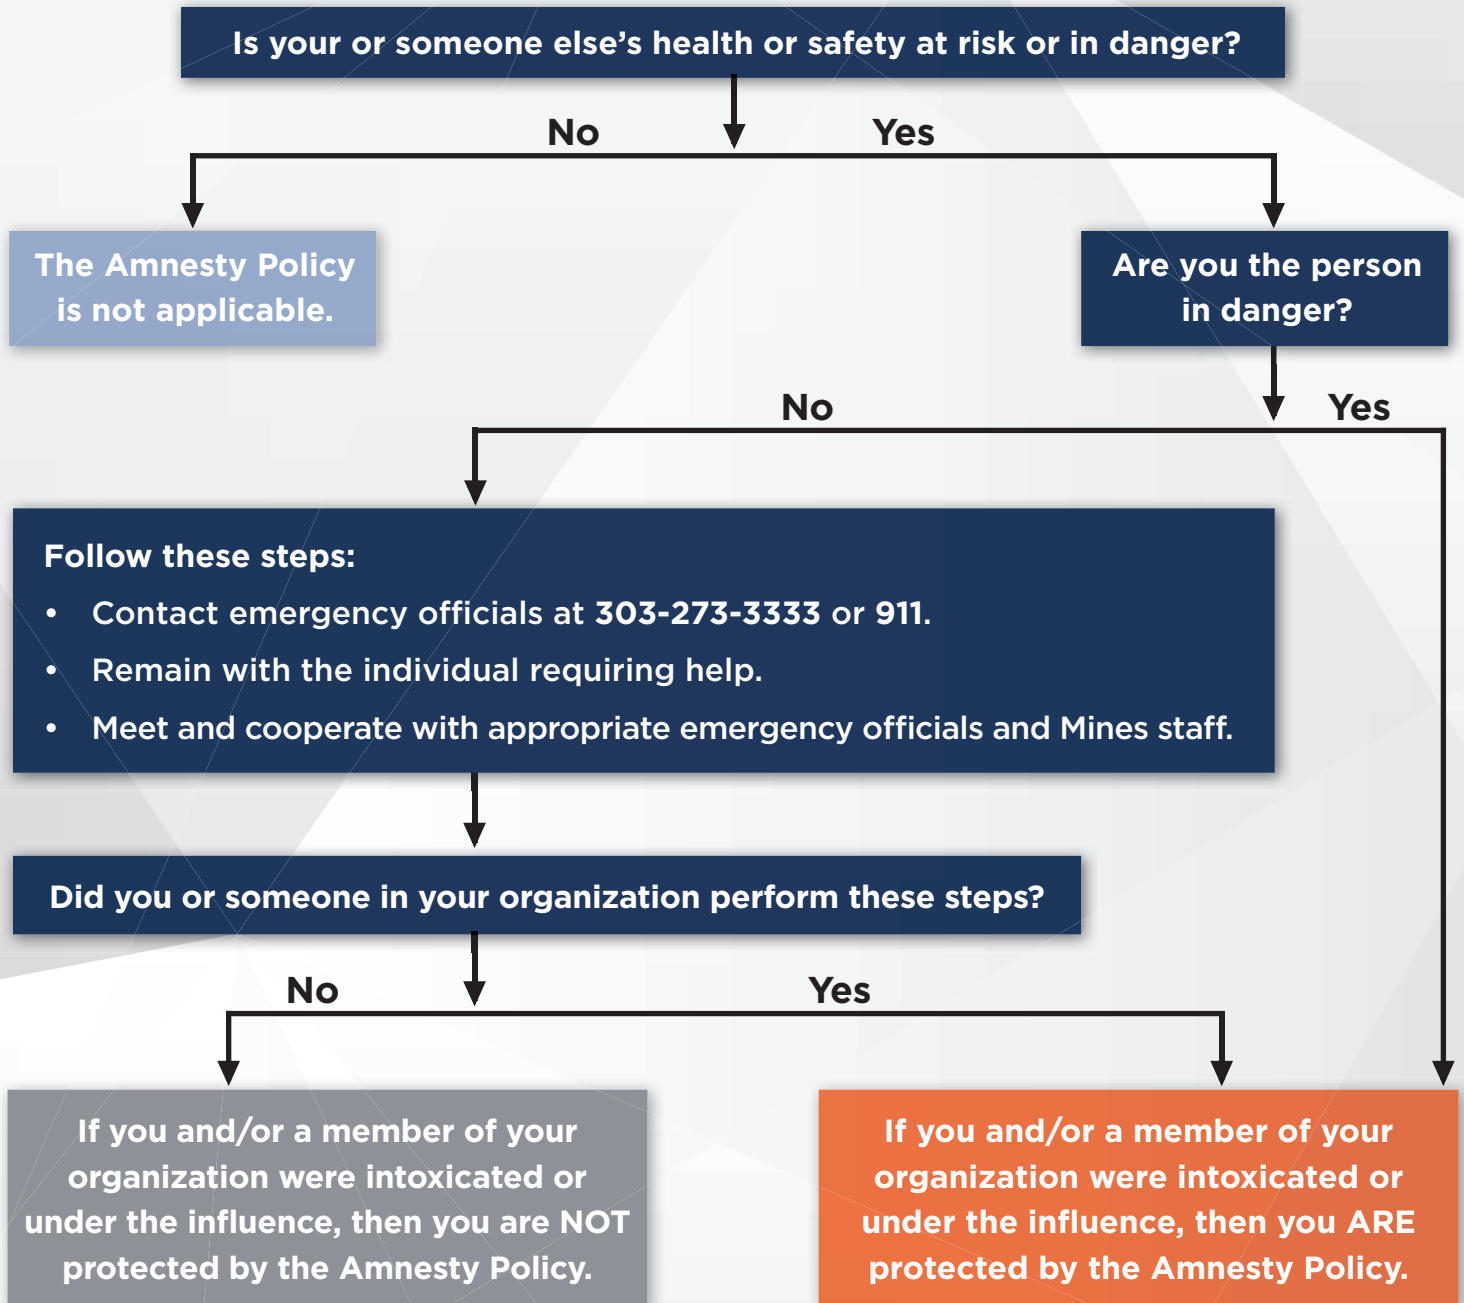 Is your or someone else’s health or safety at risk or in danger?
No
Yes
The Amnesty Policy
is not applicable.
Are you the person
in danger?
No
Yes
Follow these steps:
• Contact emergency officials at 303-273-3333 or 911.
• Remain with the individual requiring help.
• Meet and cooperate with appropriate emergency officials and Mines staff.
Did you or someone in your organization perform these steps?
No
Yes
If you and/or a member of your
organization were intoxicated or
under the influence, then you are NOT
protected by the Amnesty Policy.
If you and/or a member of your
organization were intoxicated or
under the influence, then you ARE
protected by the Amnesty Policy.